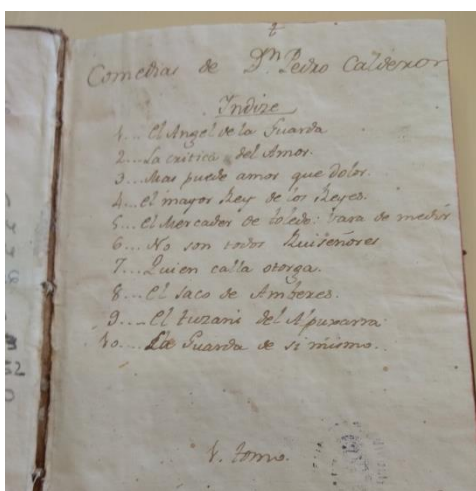 Comedias de Dn Pedro Calderon
Indize
1... El Angel de la Guarda
2... La critica del Amor.
3... Mas puede amor que dolor.
4... el mayor Rey de los Reyes.
5... El Mercader de toledo: bara de medir
6... No son todos Ruiseñores
7... Quien calla otorga.
8... El saco de Amberes.
9... El tuzani del Alpuxarra
10... La Guarda de si mismo.
tomo.
52